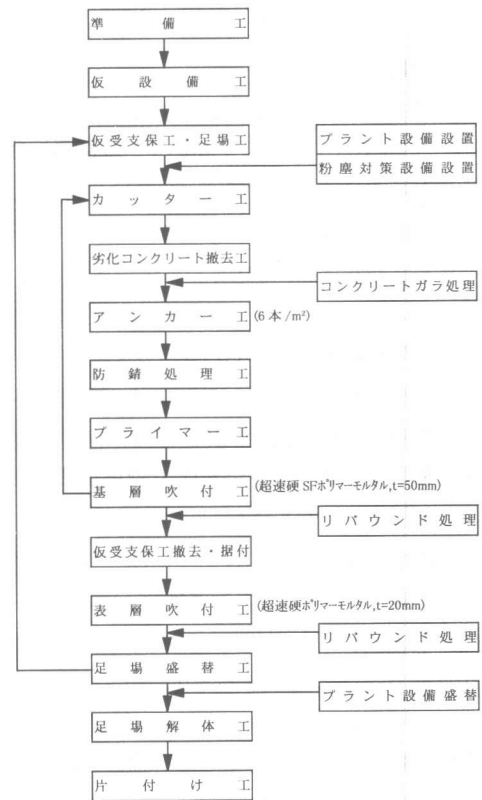 準備工
仮設備工
仮受支保工・足場工
プラント設備設置
粉塵対策設備設置
カッター工
劣化コンクリート撤去工
コンクリートガラ処理
アンカー工 (6本/m²)
防錆処理工
プライマー工
基層吹付工 (超速硬SFポリマーモルタル,t=50mm)
リバウンド処理
仮受支保工撤去・据付
表層吹付工 (超速硬ポリマーモルタル,t=20mm)
リバウンド処理
足場盛替工
プラント設備盛替
足場解体工
片付け工